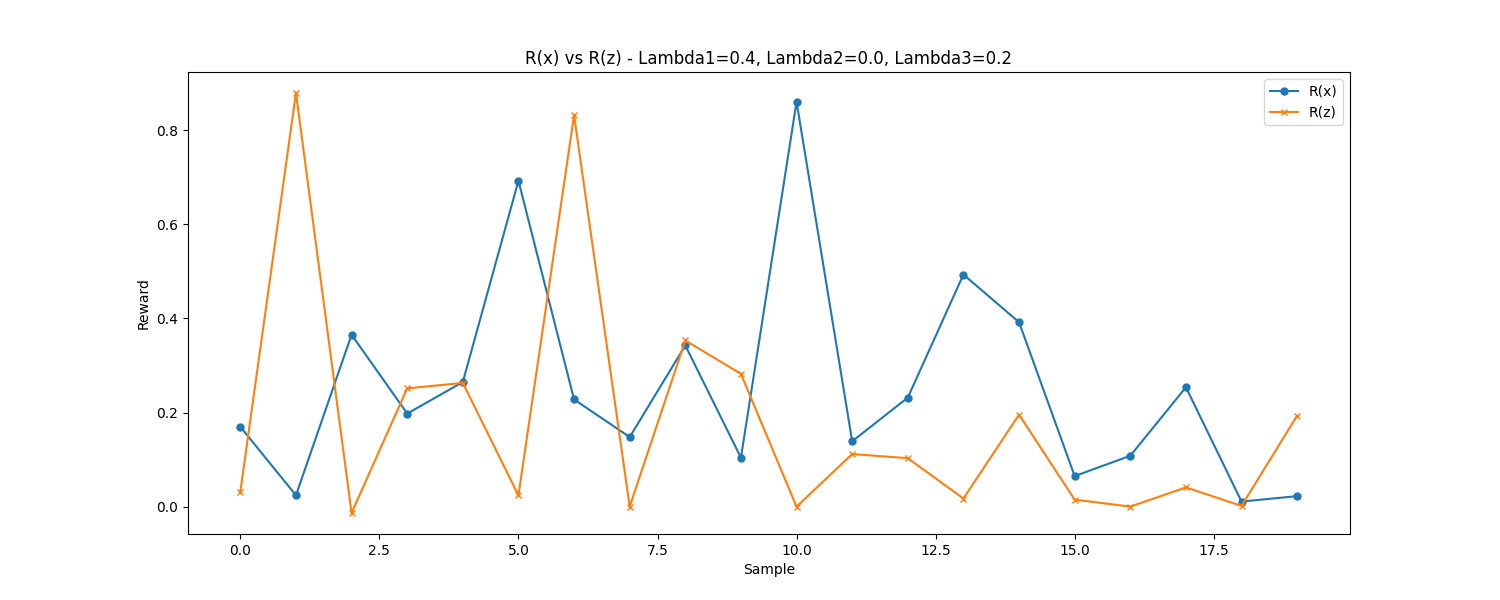 R(x) vs R(z) - Lambda1=0.4, Lambda2=0.0, Lambda3=0.2
R(x)
R(z)
0.8
0.6
0.4
0.2
0.0
Reward
0.0 2.5 5.0 7.5 10.0 12.5 15.0 17.5
Sample